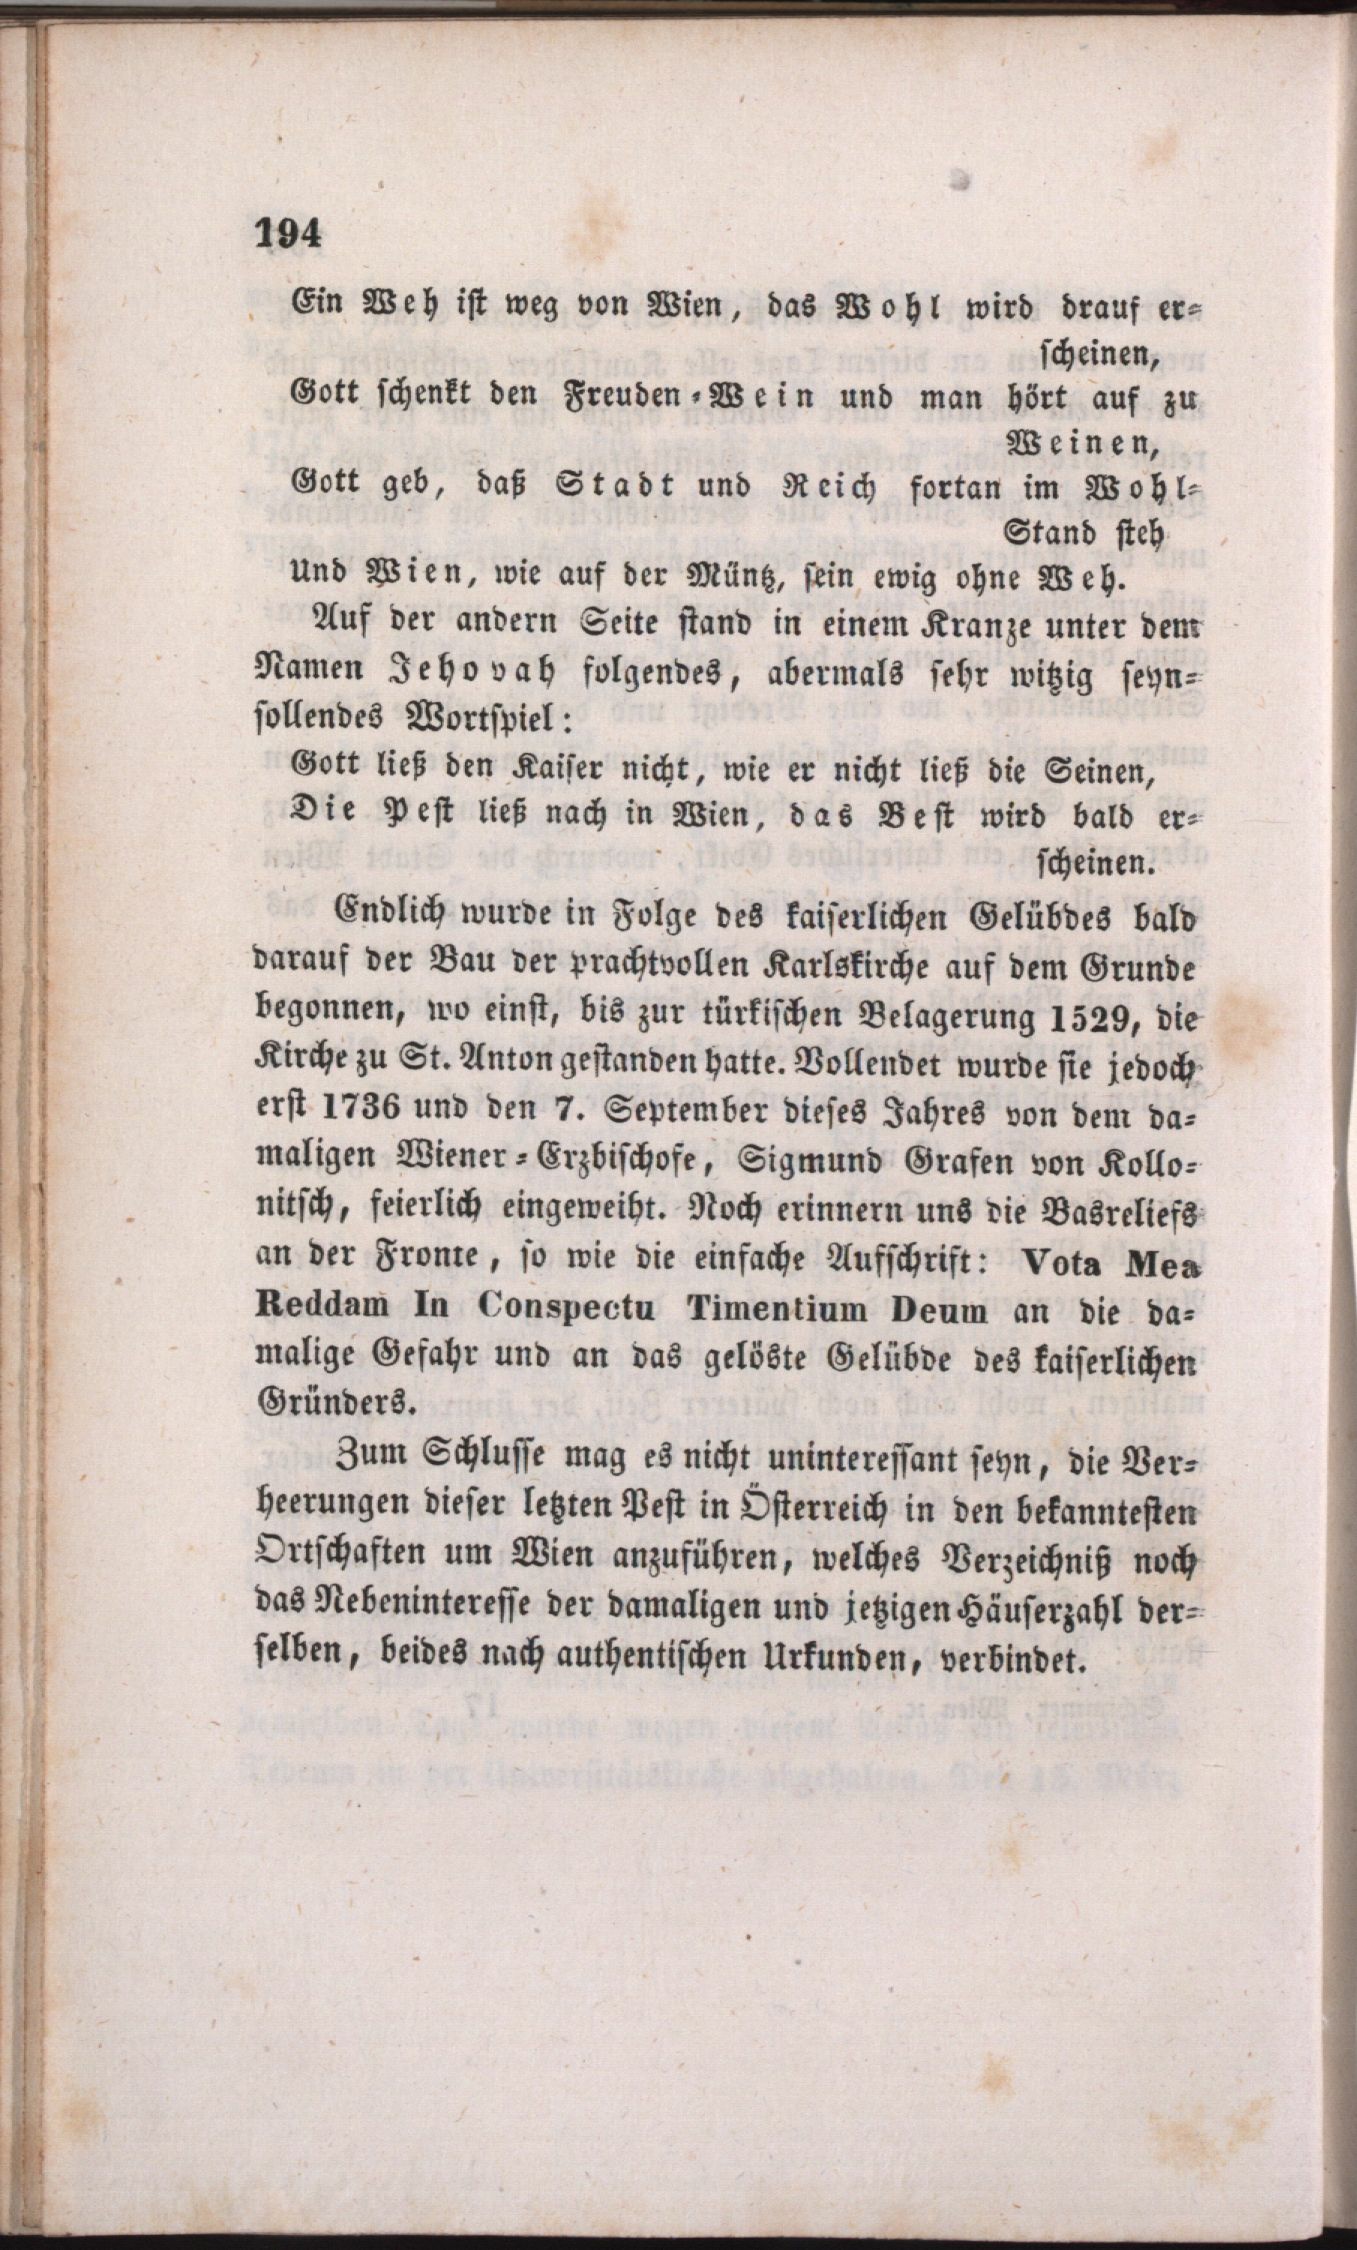 194
Ein Weh ist weg von Wien, das Wohl wird drauf er-
scheinen,
Gott schenkt den Freuden-Wein und man hört auf zu
Weinen,
Gott geb, daß Stadt und Reich fortan im Wohl-
Stand steh
Und Wien, wie auf der Müntz, sein ewig ohne Weh.
Auf der andern Seite stand in einem Kranze unter dem
Namen Jehovah folgendes, abermals sehr witzig seyn-
sollendes Wortspiel:
Gott ließ den Kaiser nicht, wie er nicht ließ die Seinen,
Die Pest ließ nach in Wien, das Best wird bald er-
scheinen.
Endlich wurde in Folge des kaiserlichen Gelübdes bald
darauf der Bau der prachtvollen Karlskirche auf dem Grunde
begonnen, wo einst, bis zur türkischen Belagerung 1529, die
Kirche zu St. Anton gestanden hatte. Vollendet wurde sie jedoch
erst 1736 und den 7. September dieses Jahres von dem da-
maligen Wiener-Erzbischofe, Sigmund Grafen von Kollo-
nitsch, feierlich eingeweiht. Noch erinnern uns die Basreliefs
an der Fronte, so wie die einfache Aufschrift: Vota Mea
Reddam In Conspectu Timentium Deum an die da-
malige Gefahr und an das gelöste Gelübde des kaiserlichen
Gründers.
Zum Schlusse mag es nicht uninteressant seyn, die Ver-
heerungen dieser letzten Pest in Österreich in den bekanntesten
Ortschaften um Wien anzuführen, welches Verzeichniß noch
das Nebeninteresse der damaligen und jetzigen Häuserzahl der-
selben, beides nach authentischen Urkunden, verbindet.